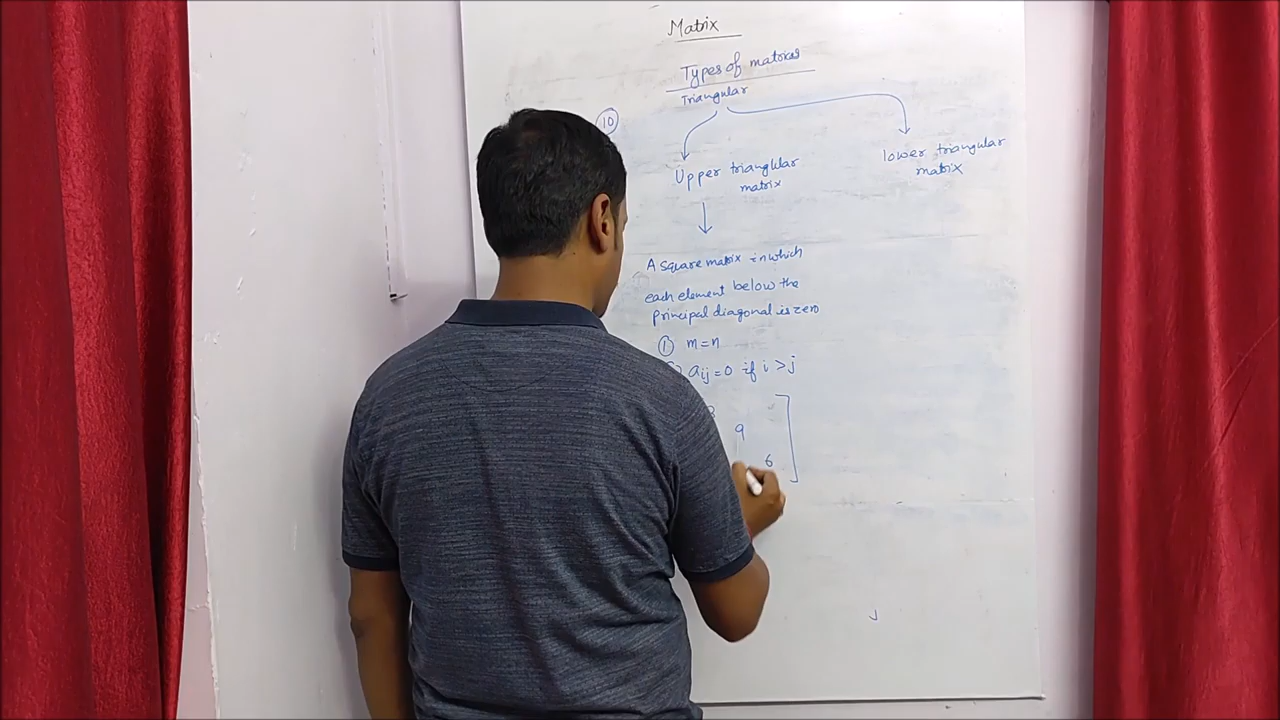 Matrix
Types of matrices
Triangular
10
Upper triangular
matrix
lower triangular
matrix
A square matrix in which
each element below the
principal diagonal is zero
1 m=n
aij=0 if i >j
9
6